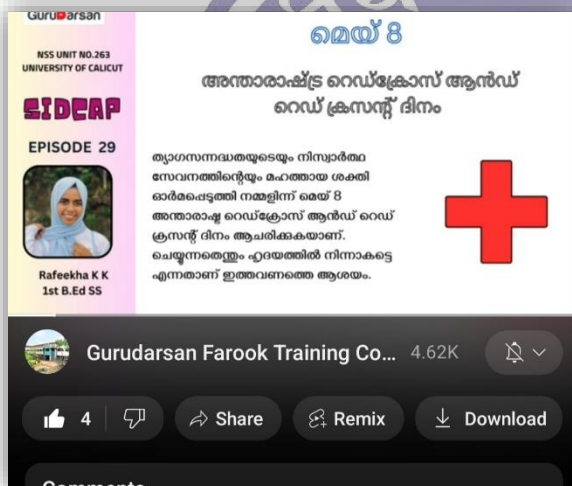 GuruDarsan
NSS UNIT NO.263
UNIVERSITY OF CALICUT
SIDCAP
EPISODE 29
Rafeekha K K
1st B.Ed SS
മെയ് 8
അന്താരാഷ്ട്ര റെഡ്ക്രോസ് ആൻഡ്
റെഡ് ക്രസന്റ് ദിനം
ത്യാഗസന്നദ്ധതയുടെയും നിസ്വാർത്ഥ
സേവനത്തിന്റെയും മഹത്തായ ശക്തി
ഓർമപ്പെടുത്തി നമ്മളിന്ന് മെയ് 8
അന്താരാഷ്ട്ര റെഡ്ക്രോസ് ആൻഡ് റെഡ്
ക്രസന്റ് ദിനം ആചരിക്കുകയാണ്.
ചെയ്യുന്നതെന്തും ഹൃദയത്തിൽ നിന്നാകട്ടെ
എന്നതാണ് ഇത്തവണത്തെ ആശയം.
Gurudarsan Farook Training Co... 4.62K
4 Share Remix Download
Comments